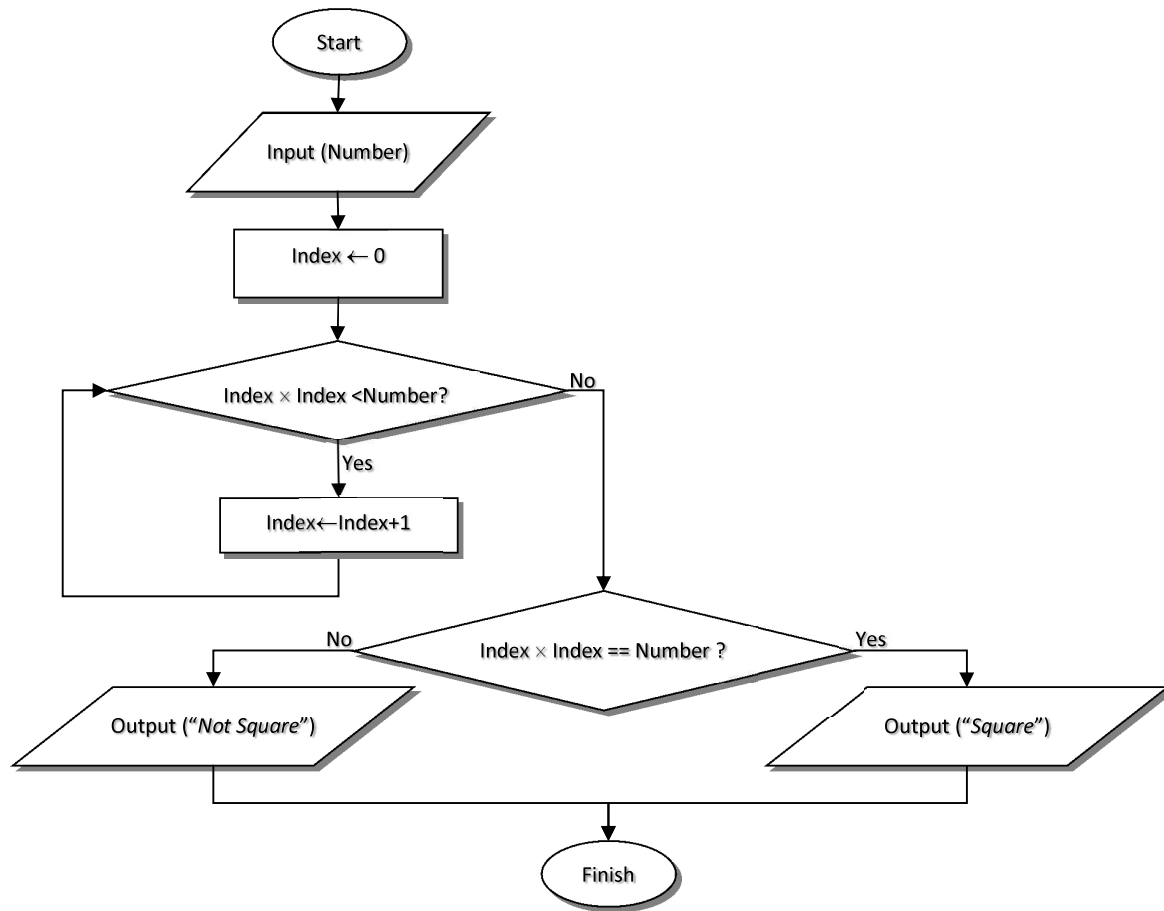 Start
Input (Number)
Index ← 0
Index × Index <Number?
No
Yes
Index←Index+1
No
Index × Index == Number ?
Yes
Output (“Not Square”)
Output (“Square”)
Finish